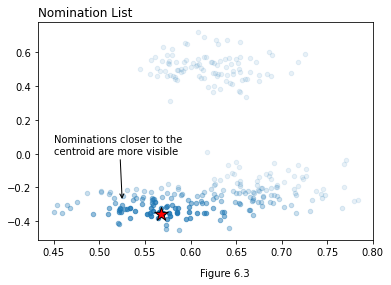 Nomination List
0.6
0.4
0.2
0.0
−0.2
−0.4
Nominations closer to the
centroid are more visible
0.45 0.50 0.55 0.60 0.65 0.70 0.75 0.80
Figure 6.3